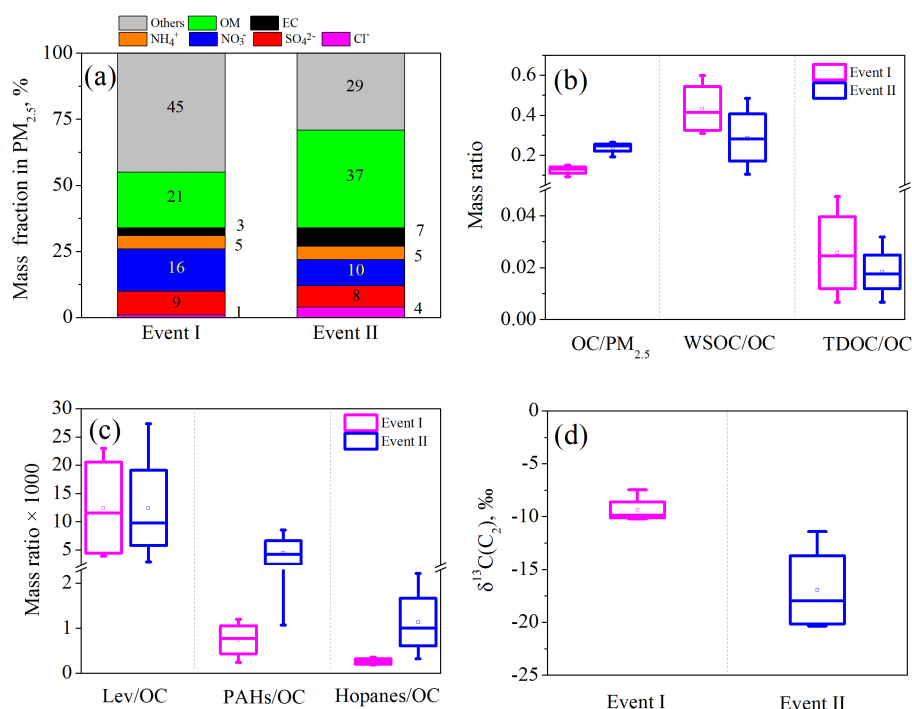 Others OM EC
NH₄⁺ NO₃⁻ SO₄²⁻ Cl⁻
(a)
Mass fraction in PM₂.₅, %
100
75
50
25
0
45
21
3
5
16
9
1
29
37
7
5
10
8
4
Event I Event II
(b)
Event I
Event II
Mass ratio
0.6
0.4
0.2
0.04
0.02
0.00
OC/PM₂.₅ WSOC/OC TDOC/OC
(c)
Event I
Event II
Mass ratio × 1000
30
25
20
15
10
5
2
1
0
Lev/OC PAHs/OC Hopanes/OC
(d)
δ¹³C(C₂), ‰
0
-5
-10
-15
-20
-25
Event I Event II